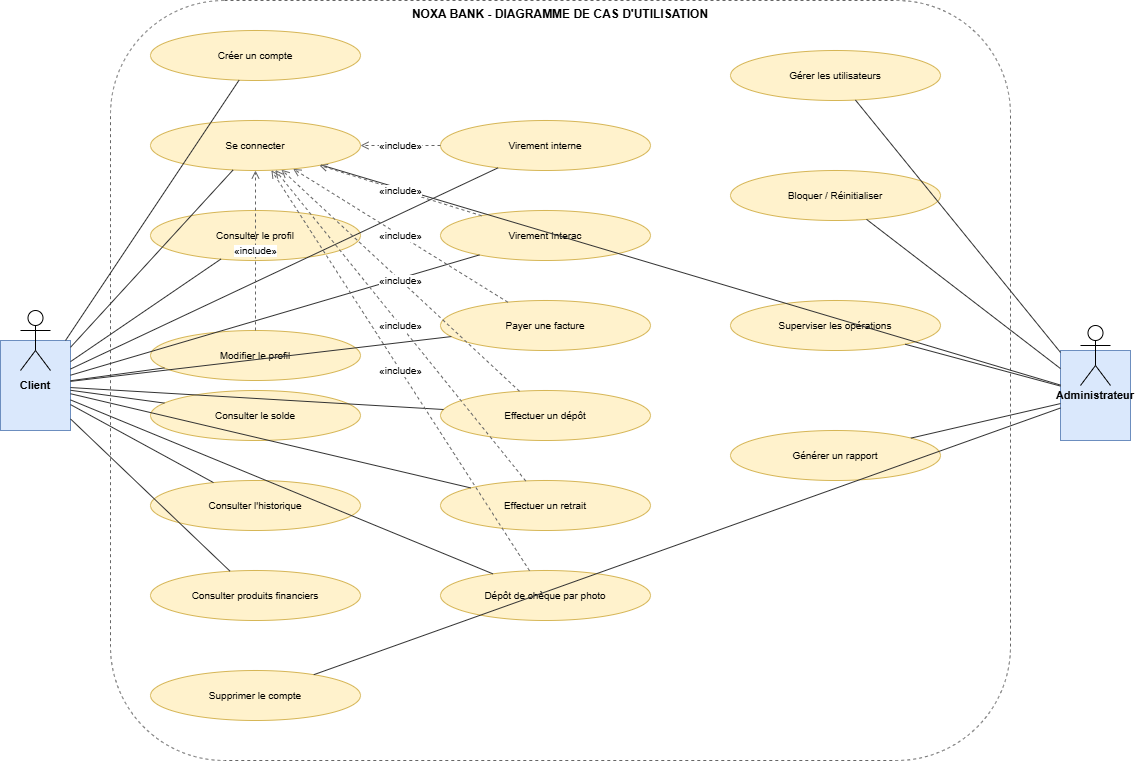 NOXA BANK - DIAGRAMME DE CAS D'UTILISATION
Créer un compte
Gérer les utilisateurs
Se connecter
«include»
Virement interne
«include»
Bloquer / Réinitialiser
Consulter le profil
«include»
«include»
Virement Interac
«include»
Payer une facture
Superviser les opérations
«include»
Modifier le profil
«include»
Client
Administrateur
Consulter le solde
Effectuer un dépôt
Générer un rapport
Consulter l'historique
Effectuer un retrait
Consulter produits financiers
Dépôt de chèque par photo
Supprimer le compte